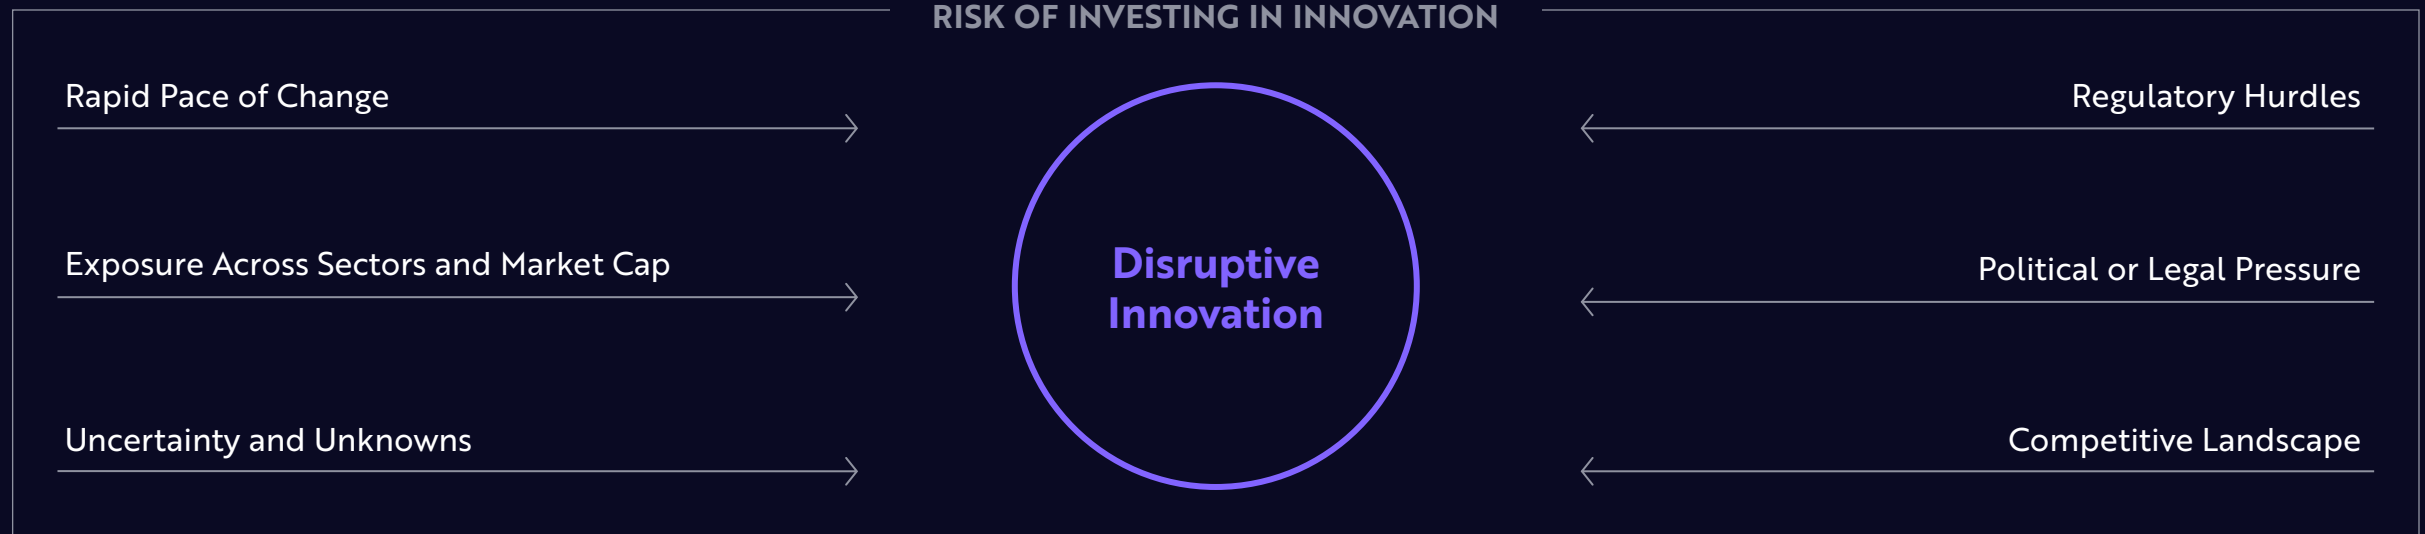 RISK OF INVESTING IN INNOVATION
Rapid Pace of Change
Regulatory Hurdles
Exposure Across Sectors and Market Cap
Disruptive
Innovation
Political or Legal Pressure
Uncertainty and Unknowns
Competitive Landscape